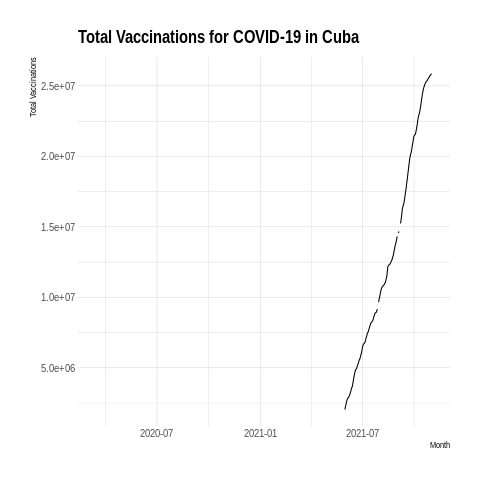 Total Vaccinations for COVID-19 in Cuba
Total Vaccinations
2.5e+07
2.0e+07
1.5e+07
1.0e+07
5.0e+06
2020-07
2021-01
2021-07
Month